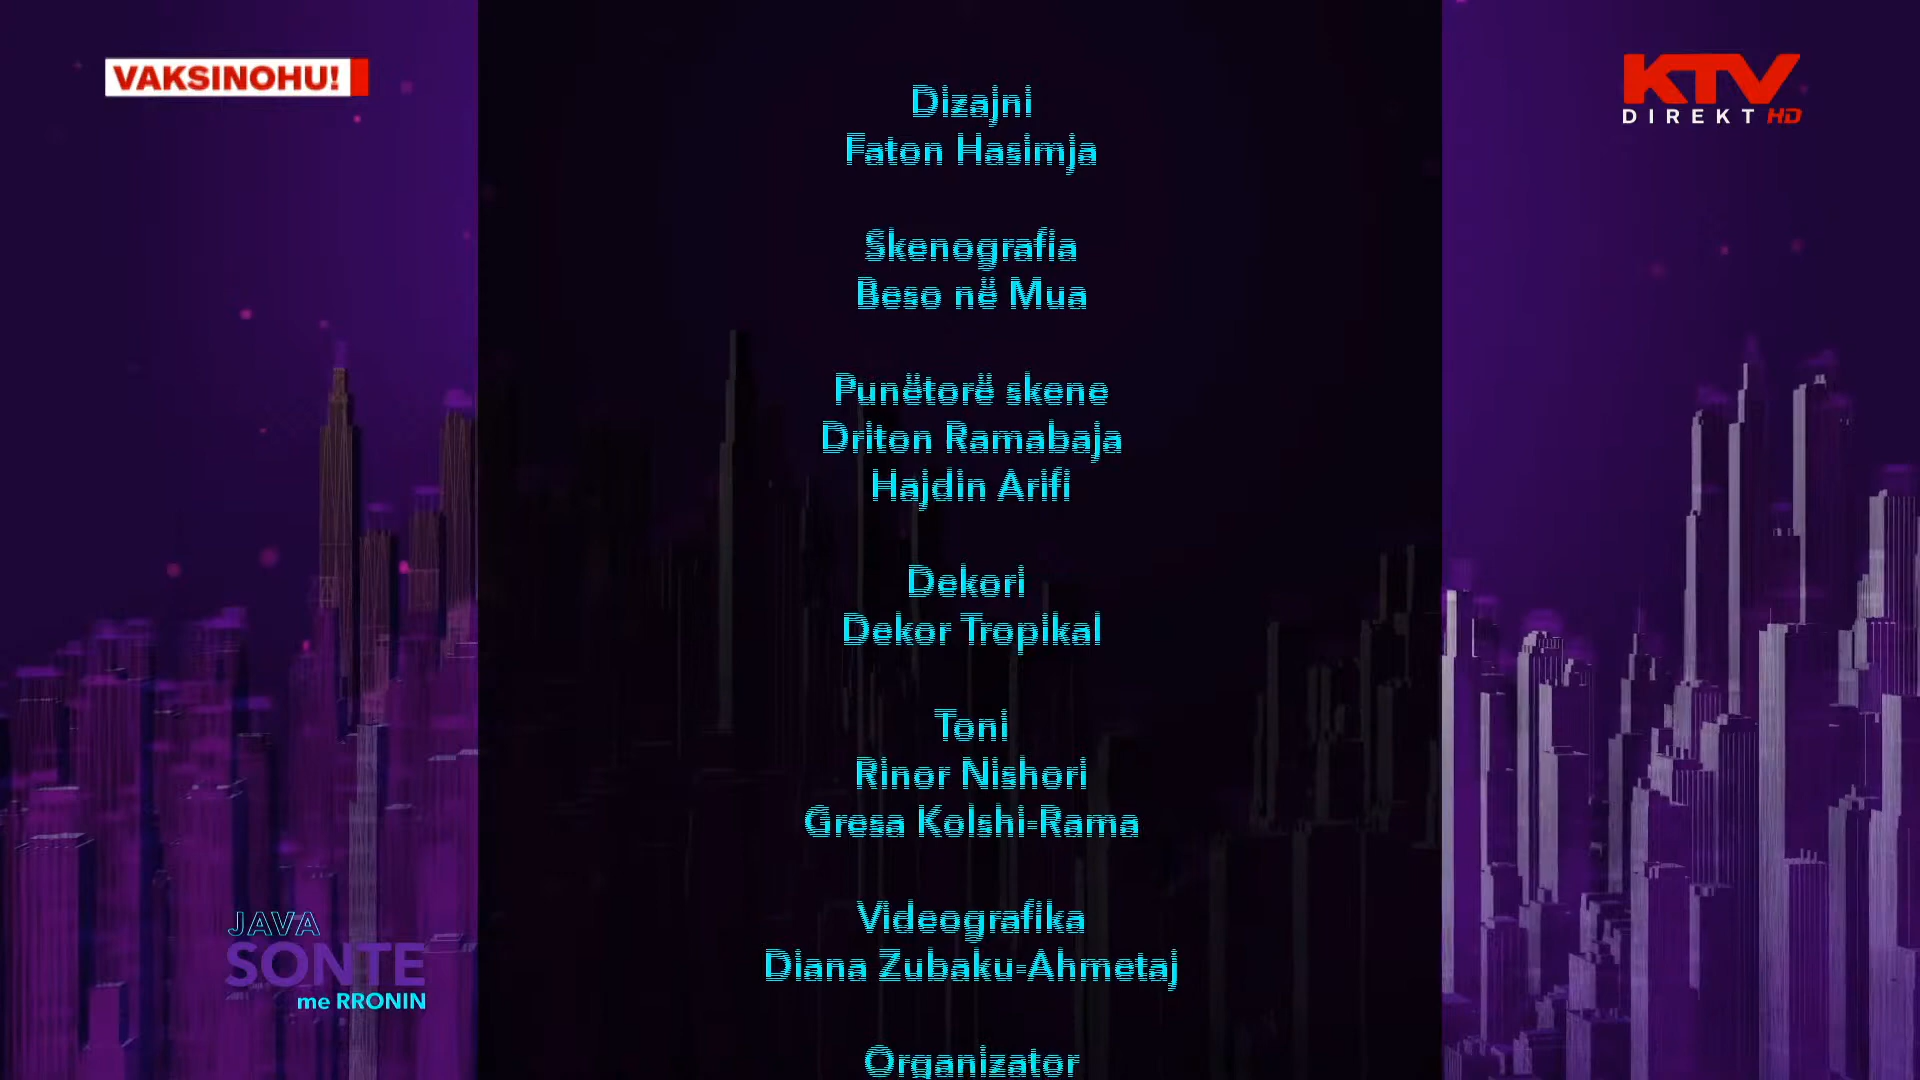 VAKSINOHU!
KTV
DIREKT HD
Dizajni
Faton Hasimja
Skenografia
Beso në Mua
Punëtorë skene
Driton Ramabaja
Hajdin Arifi
Dekori
Dekor Tropikal
Toni
Rinor Nishori
Gresa Kolshi-Rama
Videografika
Diana Zubaku-Ahmetaj
Organizator
JAVA
SONTE
me RRONIN